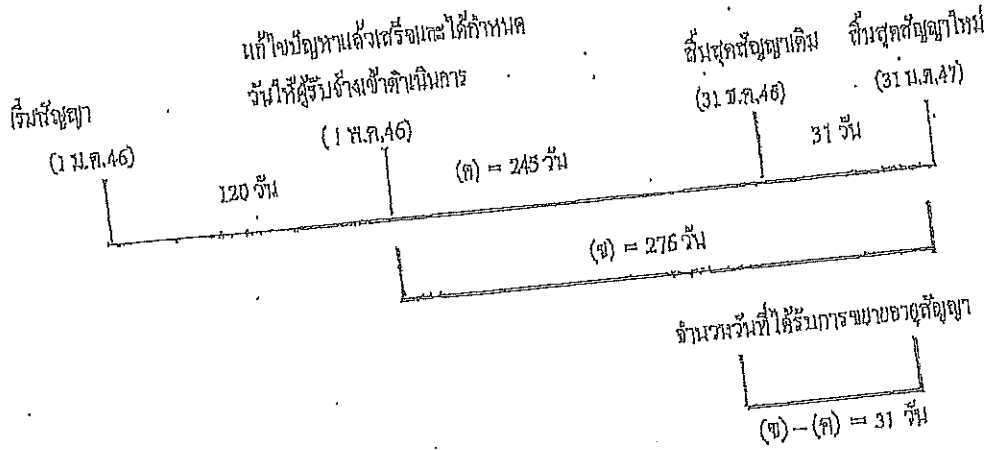 แก้ไขปัญหาแล้วเสร็จและได้กำหนด
วันให้ผู้รับจ้างเข้าดำเนินการ
(1 พ.ค.46)
เริ่มสัญญา
(1 ม.ค.46)
สิ้นสุดสัญญาเดิม
(31 ธ.ค.46)
สิ้นสุดสัญญาใหม่
(31 ม.ค.47)
120 วัน
(ค) = 245 วัน
31 วัน
(ข) = 276 วัน
จำนวนวันที่ได้รับการขยายอายุสัญญา
(ข) – (ค) = 31 วัน